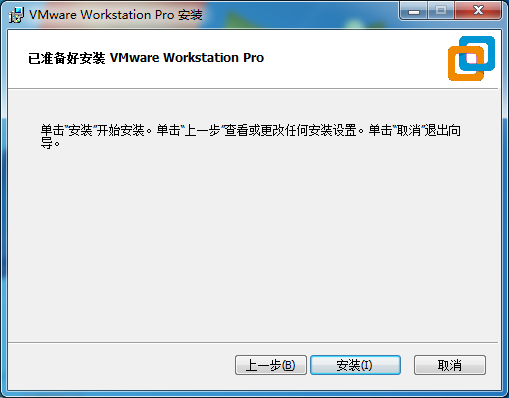 VMware Workstation Pro 安装
已准备好安装 VMware Workstation Pro
单击"安装"开始安装。单击"上一步"查看或更改任何安装设置。单击"取消"退出向
导。
上一步(B)
安装(I)
取消